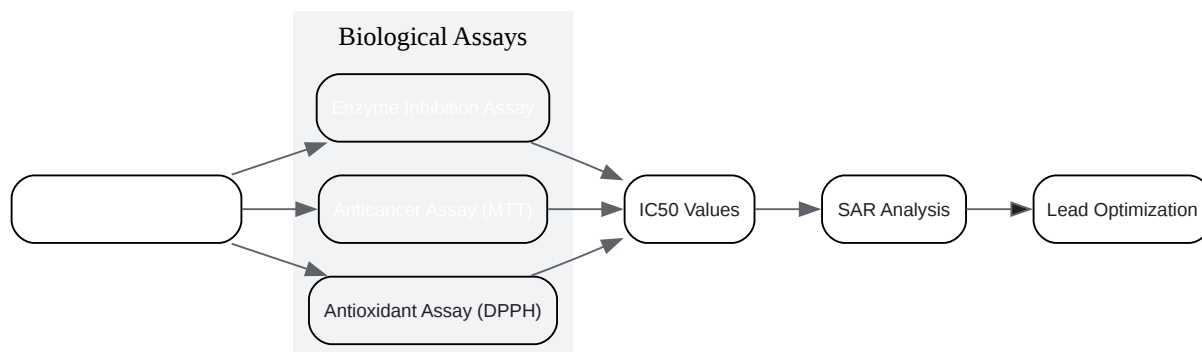 Biological Assays
Enzyme Inhibition Assay
Anticancer Assay (MTT)
Antioxidant Assay (DPPH)
IC50 Values
SAR Analysis
Lead Optimization